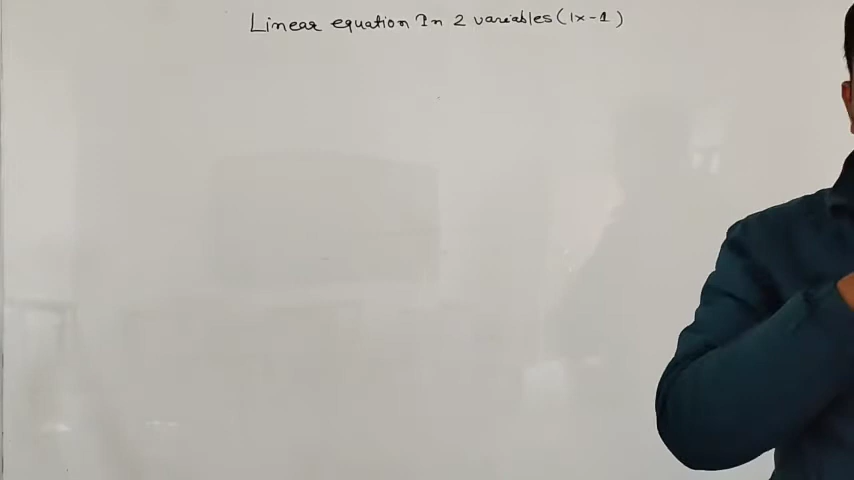 Linear equation In 2 variables (Ix-1)